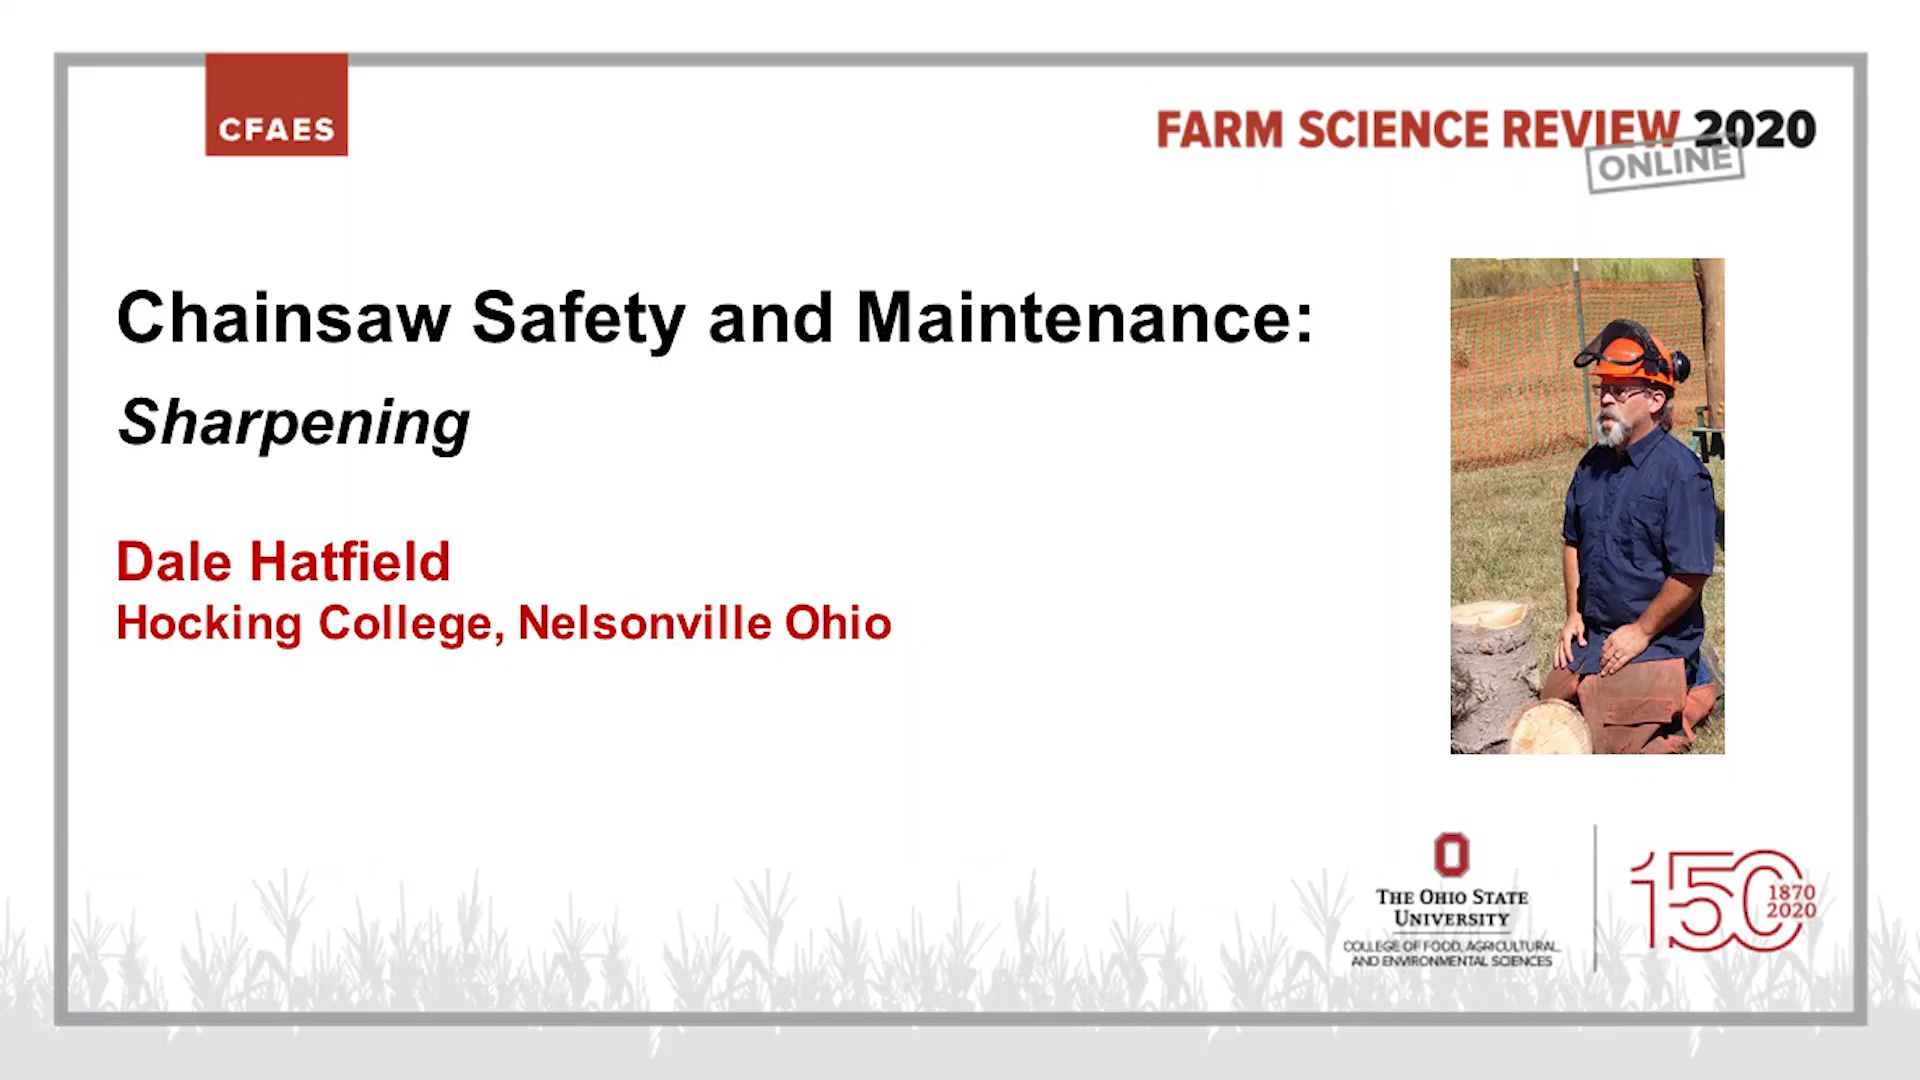 CFAES
FARM SCIENCE REVIEW 2020
ONLINE
Chainsaw Safety and Maintenance:
Sharpening
Dale Hatfield
Hocking College, Nelsonville Ohio
THE OHIO STATE
UNIVERSITY
COLLEGE OF FOOD, AGRICULTURAL,
AND ENVIRONMENTAL SCIENCES
150
1870
2020